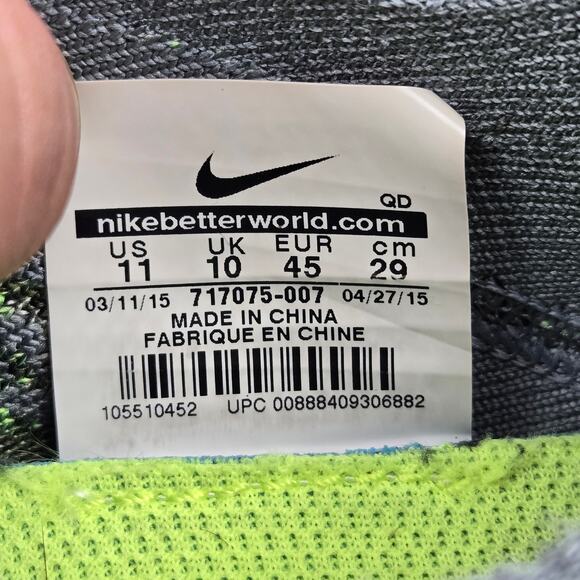 QD
nikebetterworld.com
US UK EUR cm
11 10 45 29
03/11/15 717075-007 04/27/15
MADE IN CHINA
FABRIQUE EN CHINE
105510452 UPC 00888409306882